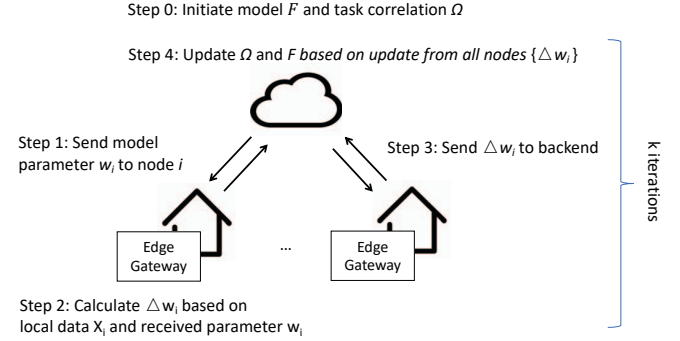 Step 0: Initiate model F and task correlation Ω
Step 4: Update Ω and F based on update from all nodes {△wᵢ}
Step 1: Send model
parameter wᵢ to node i
Step 3: Send △wᵢ to backend
k iterations
Edge
Gateway
...
Edge
Gateway
Step 2: Calculate △wᵢ based on
local data Xᵢ and received parameter wᵢ